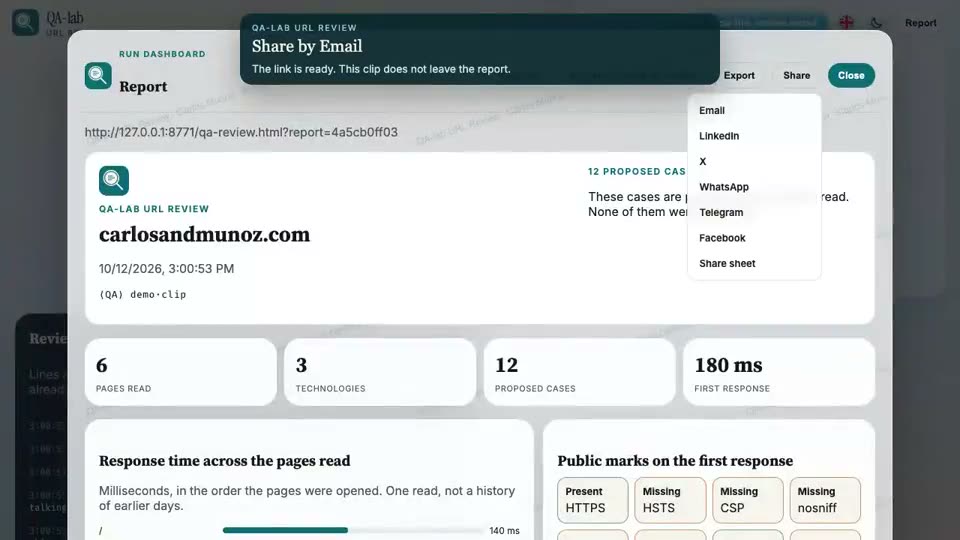 QA-lab
QA-LAB URL REVIEW
Share by Email
The link is ready. This clip does not leave the report.
Report
RUN DASHBOARD
Report
Export
Share
Close
http://127.0.0.1:8771/qa-review.html?report=4a5cb0ff03
Email
LinkedIn
X
WhatsApp
Telegram
Facebook
Share sheet
QA-LAB URL REVIEW
carlosandmunoz.com
10/12/2026, 3:00:53 PM
(QA) demo·clip
12 PROPOSED CAS
These cases are read.
None of them
6
PAGES READ
3
TECHNOLOGIES
12
PROPOSED CASES
180 ms
FIRST RESPONSE
Response time across the pages read
Milliseconds, in the order the pages were opened. One read, not a history
of earlier days.
/
140 ms
Public marks on the first response
Present
HTTPS
Missing
HSTS
Missing
CSP
Missing
nosniff
Lines
alread
talking